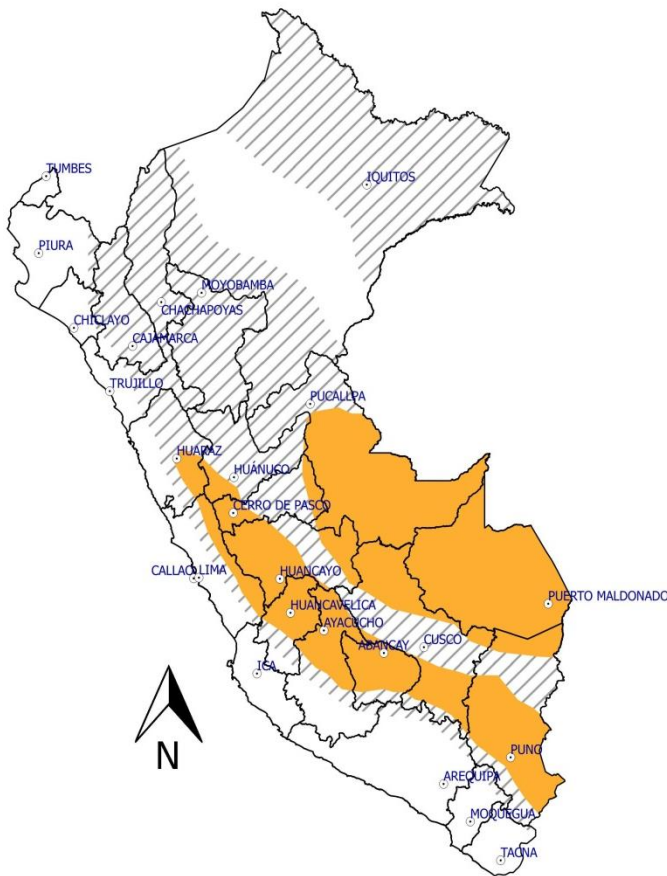 TUMBES
IQUITOS
PIURA
MOYOBAMBA
CHACHAPOYAS
CHICLAYO
CAJAMARCA
TRUJILLO
PUCALLPA
HUARAZ
HUÁNUCO
CERRO DE PASCO
CALLAO LIMA
HUANCAYO
PUERTO MALDONADO
HUANCAVELICA
AYACUCHO
CUSCO
ABANCAY
ICA
N
PUNO
AREQUIPA
MOQUEGUA
TACNA